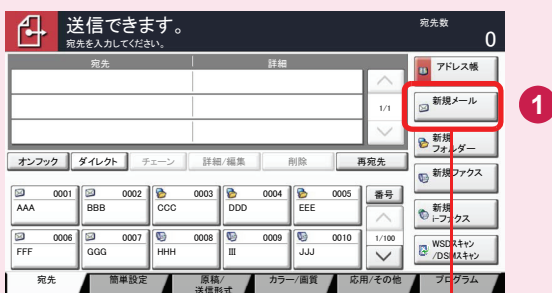 送信できます。
宛先を入力してください。
宛先数
0
宛先 詳細
1/1
アドレス帳
新規メール
1
新規
フォルダー
新規ファクス
新規
i-ファクス
WSDスキャン
/DSMスキャン
オンフック ダイレクト チェーン 詳細/編集 削除 再宛先
0001 0002 0003 0004 0005 番号
AAA BBB CCC DDD EEE
0006 0007 0008 0009 0010 1/100
FFF GGG HHH III JJJ
宛先 簡単設定 原稿/
送信形式 カラー/画質 応用/その他 プログラム